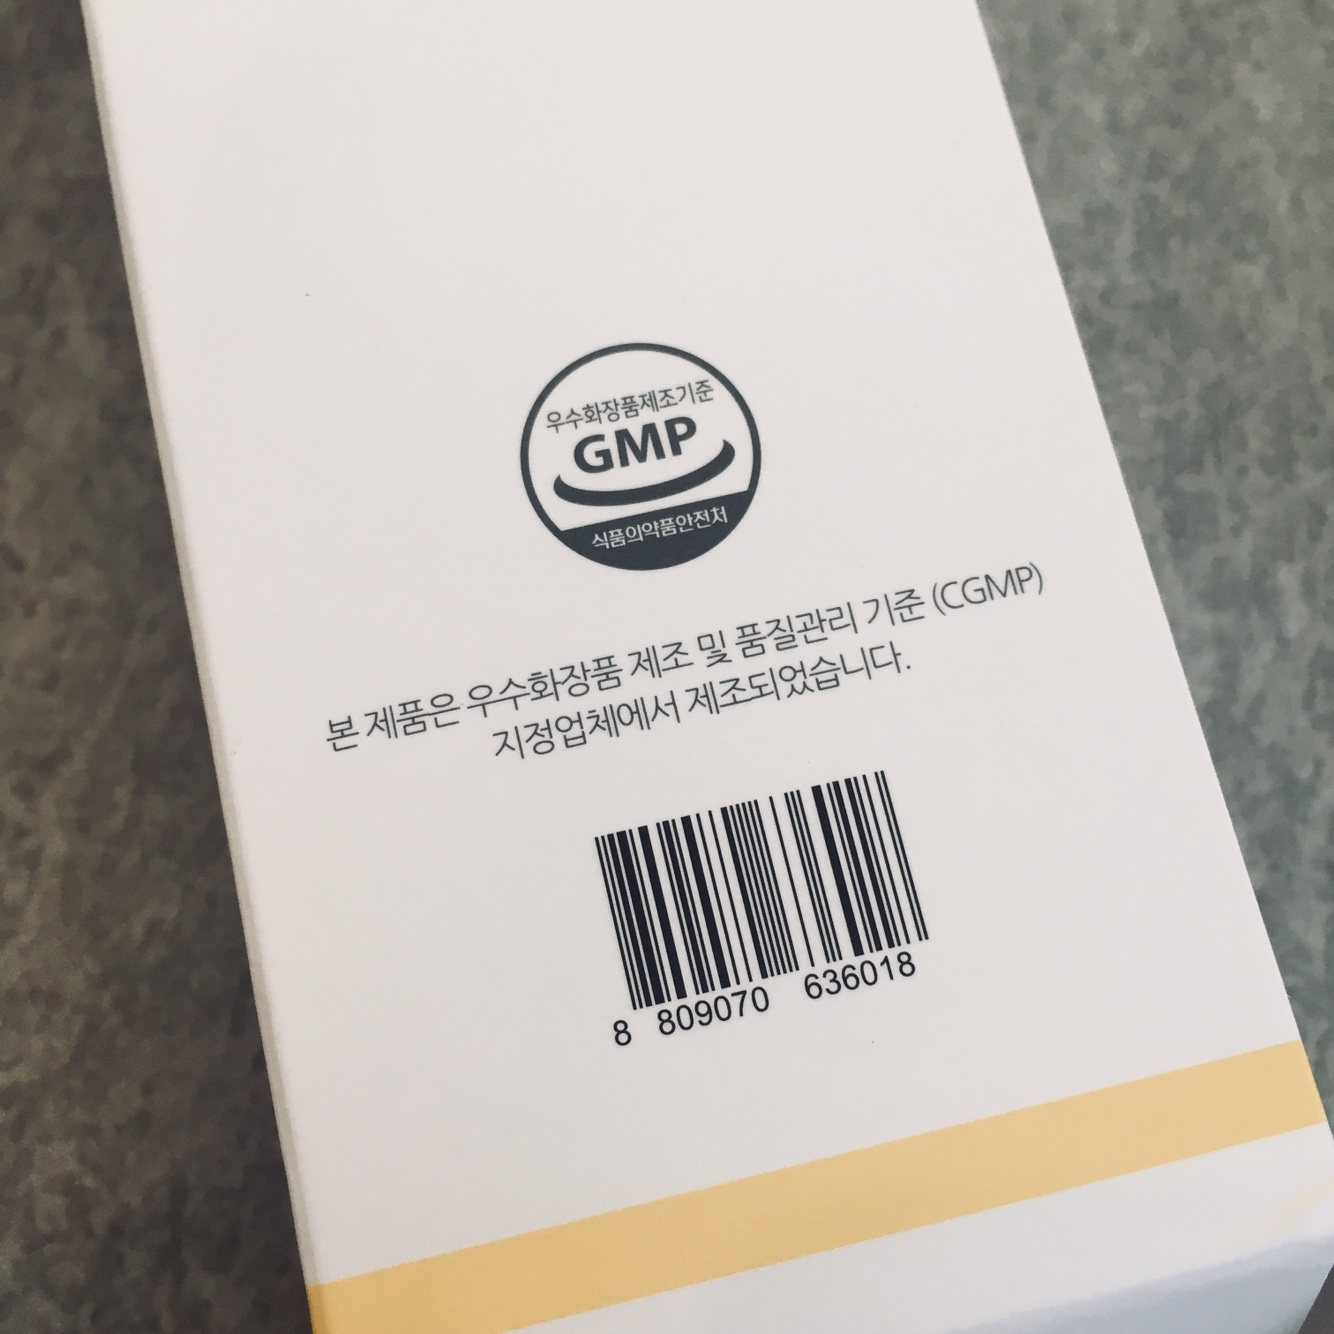 우수화장품제조기준
GMP
식품의약품안전처
본 제품은 우수화장품 제조 및 품질관리 기준 (CGMP)
지정업체에서 제조되었습니다.
8 809070 636018